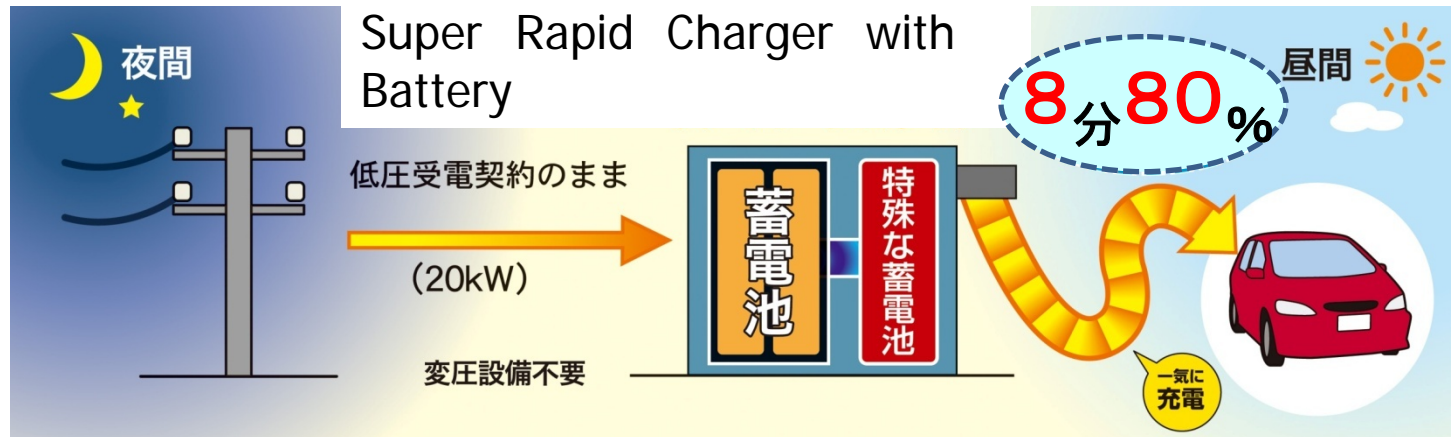 夜間
Super Rapid Charger with
Battery
8分80%
昼間
低圧受電契約のまま
(20kW)
変圧設備不要
蓄電池
特殊な蓄電池
一気に
充電